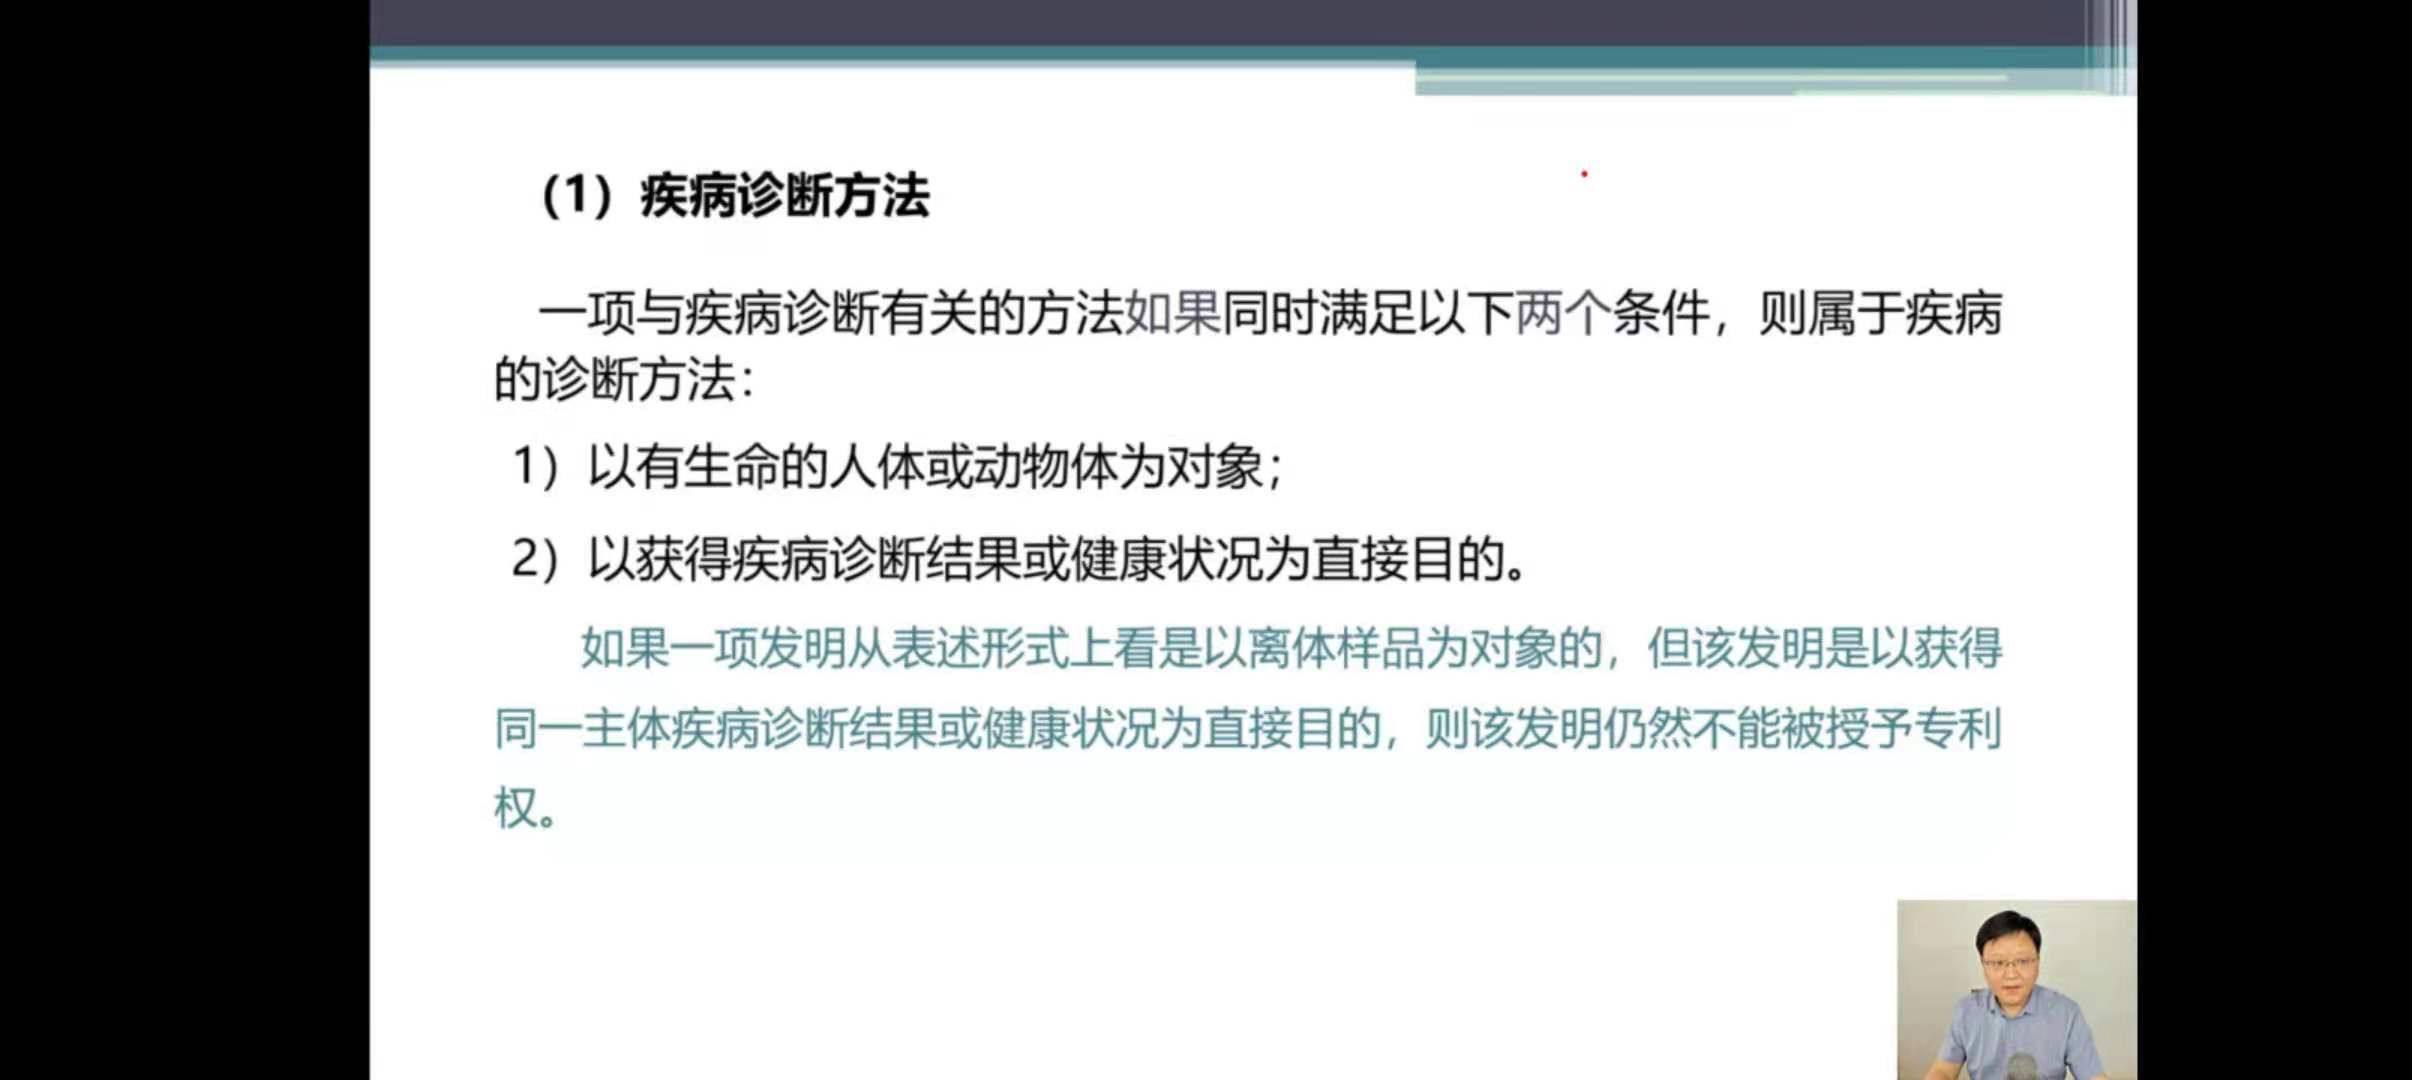 （1）疾病诊断方法
一项与疾病诊断有关的方法如果同时满足以下两个条件，则属于疾病
的诊断方法：
1）以有生命的人体或动物体为对象；
2）以获得疾病诊断结果或健康状况为直接目的。
如果一项发明从表述形式上看是以离体样品为对象的，但该发明是以获得
同一主体疾病诊断结果或健康状况为直接目的，则该发明仍然不能被授予专利
权。